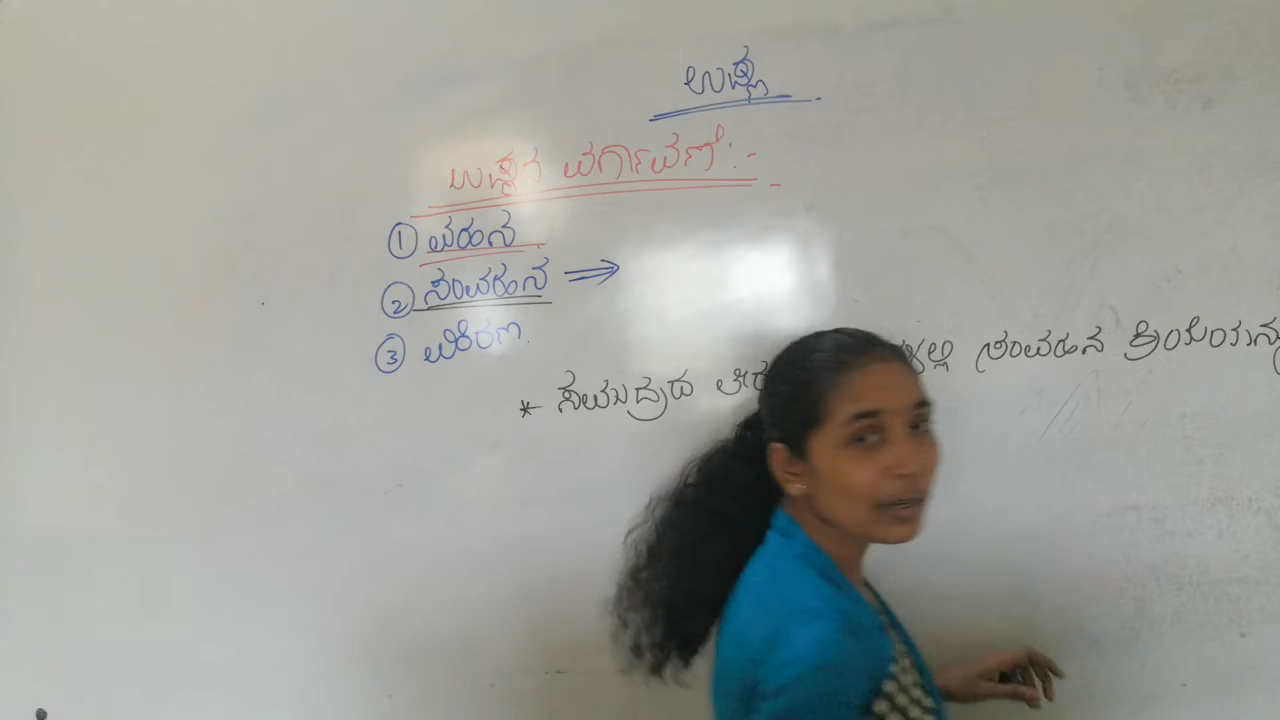 ಉಷ್ಣ
ಉಷ್ಣದ ವರ್ಗಾವಣೆ :-
① ವಹನ
② ಸಂವಹನ ⇒
③ ವಿಕಿರಣ.
* ಸಮುದ್ರದ ಸಂವಹನ ಕ್ರಿಯೆಯನ್ನು